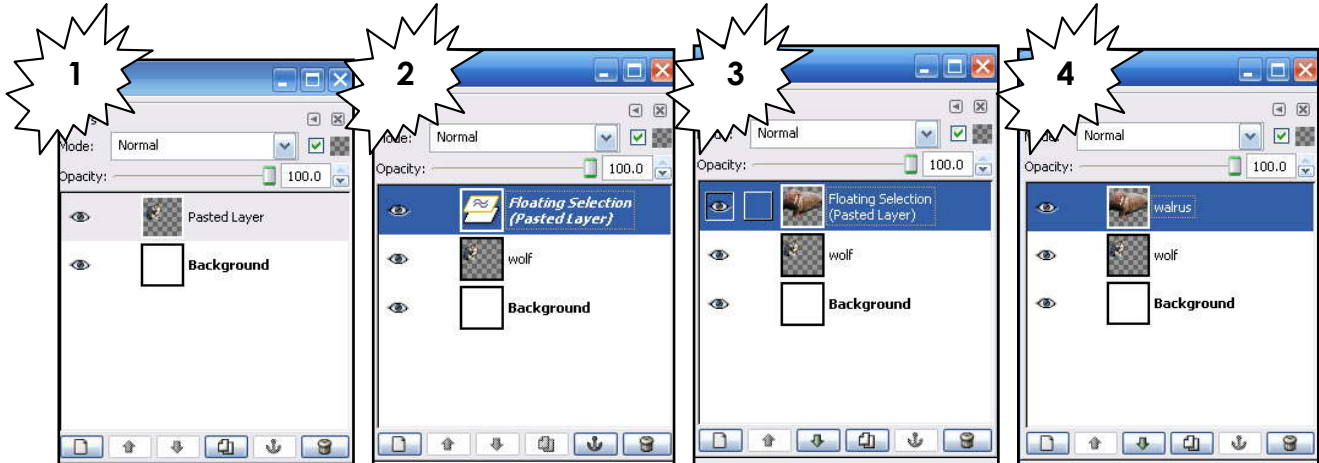 1
Mode: Normal
Opacity: 100.0
Pasted Layer
Background
2
Normal
Opacity: 100.0
Floating Selection
(Pasted Layer)
wolf
Background
3
Normal
Opacity: 100.0
Floating Selection
(Pasted Layer)
wolf
Background
4
Normal
Opacity: 100.0
walrus
wolf
Background